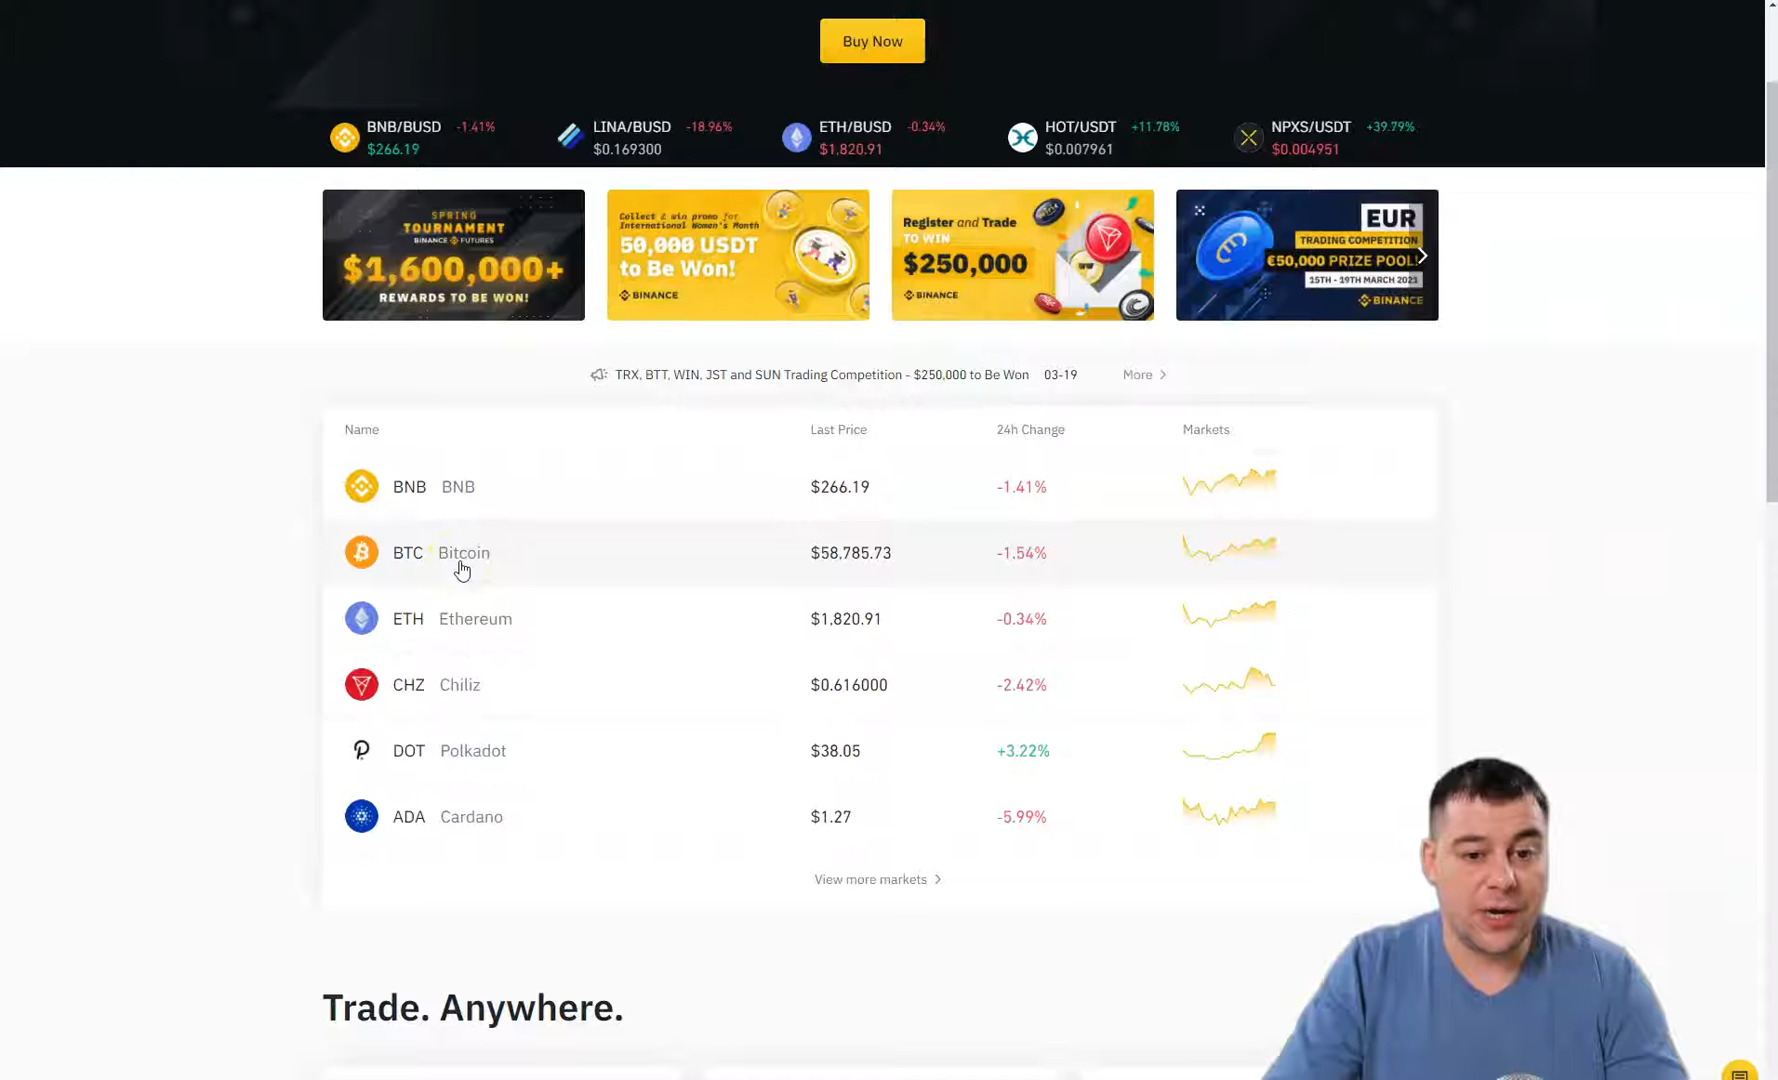 Buy Now
BNB/BUSD -1.41%
$266.19
LINA/BUSD -18.96%
$0.169300
ETH/BUSD -0.34%
$1,820.91
HOT/USDT +11.78%
$0.007961
NPXS/USDT +39.79%
$0.004951
SPRING
TOURNAMENT
BINANCE FUTURES
$1,600,000+
REWARDS TO BE WON!
Collect & win promo for
International Women's Month
50,000 USDT
to Be Won!
BINANCE
Register and Trade
TO WIN
$250,000
BINANCE
EUR
TRADING COMPETITION
€50,000 PRIZE POOL!
15TH - 19TH MARCH 2021
BINANCE
TRX, BTT, WIN, JST and SUN Trading Competition - $250,000 to Be Won 03-19 More
Name Last Price 24h Change Markets
BNB BNB $266.19 -1.41%
BTC Bitcoin $58,785.73 -1.54%
ETH Ethereum $1,820.91 -0.34%
CHZ Chiliz $0.616000 -2.42%
DOT Polkadot $38.05 +3.22%
ADA Cardano $1.27 -5.99%
View more markets
Trade. Anywhere.